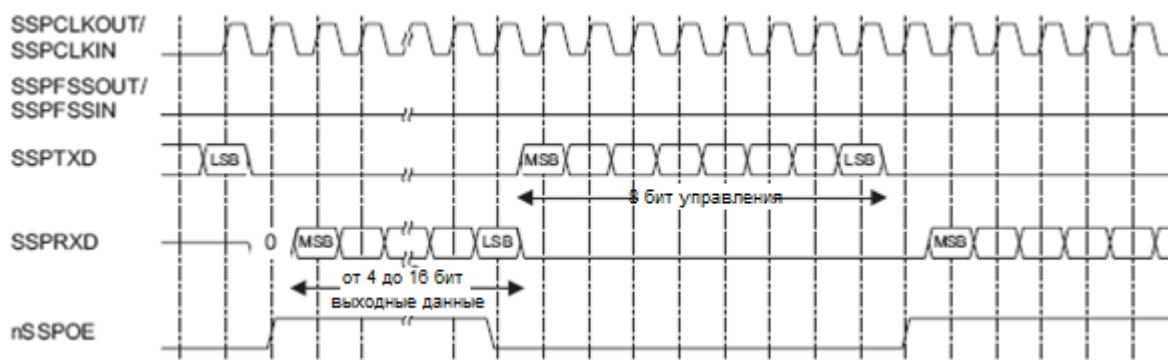 SSPCLKOUT/
SSPCLKIN
SSPFSSOUT/
SSPFSSIN
SSPTXD
LSB
MSB
LSB
8 бит управления
SSPRXD
0
MSB
LSB
MSB
от 4 до 16 бит
выходные данные
nSSPOE